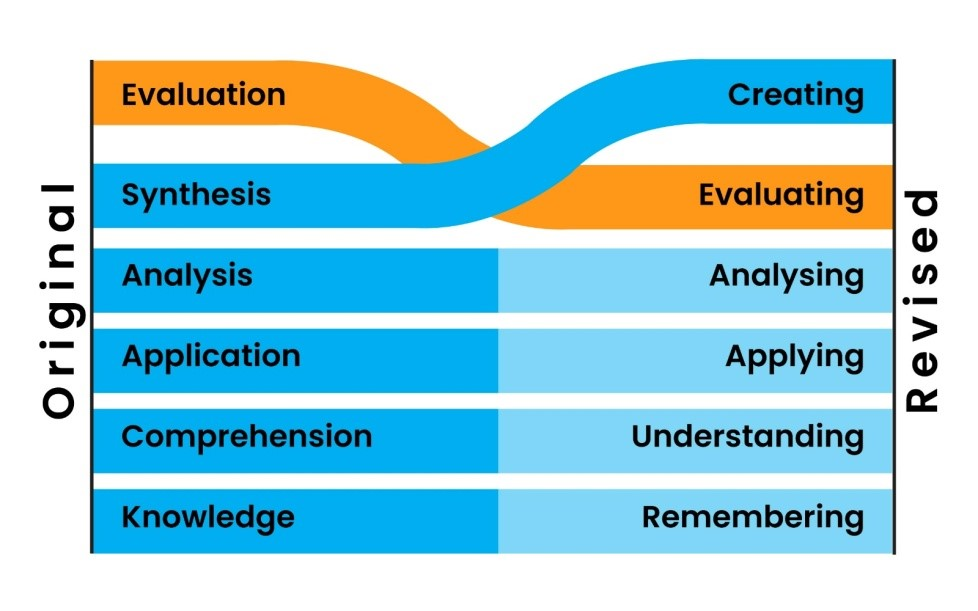 Original
Revised
Evaluation
Creating
Synthesis
Evaluating
Analysis
Analysing
Application
Applying
Comprehension
Understanding
Knowledge
Remembering